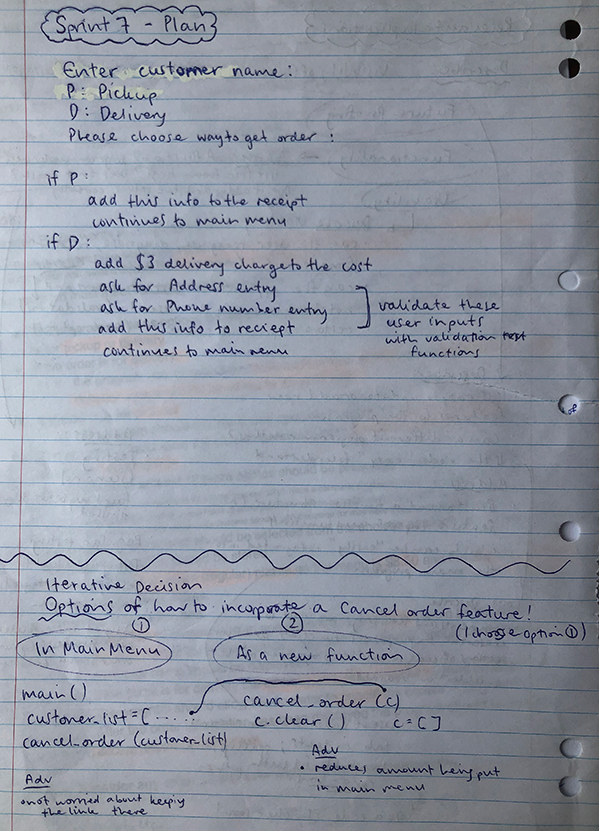 Sprint 7 - Plan
Enter customer name :
P : Pickup
D : Delivery
Please choose way to get order :
if P :
add this info to the receipt
continues to main menu
if D :
add $3 delivery charge to the cost
ask for Address entry
ask for Phone number entry
add this info to reciept
continues to main menu
validate these
user inputs
with validation
functions
Iterative Decision
Options of how to incorporate a Cancel order feature!
① ② (I choose option ①)
In Main Menu As a new function
main ()
customer_list = [ .....
cancel_order (customer_list)
cancel_order (c)
c.clear () c = [ ]
Adv
• reduces amount being put
in main menu
Adv
• not worried about keeping
the link there